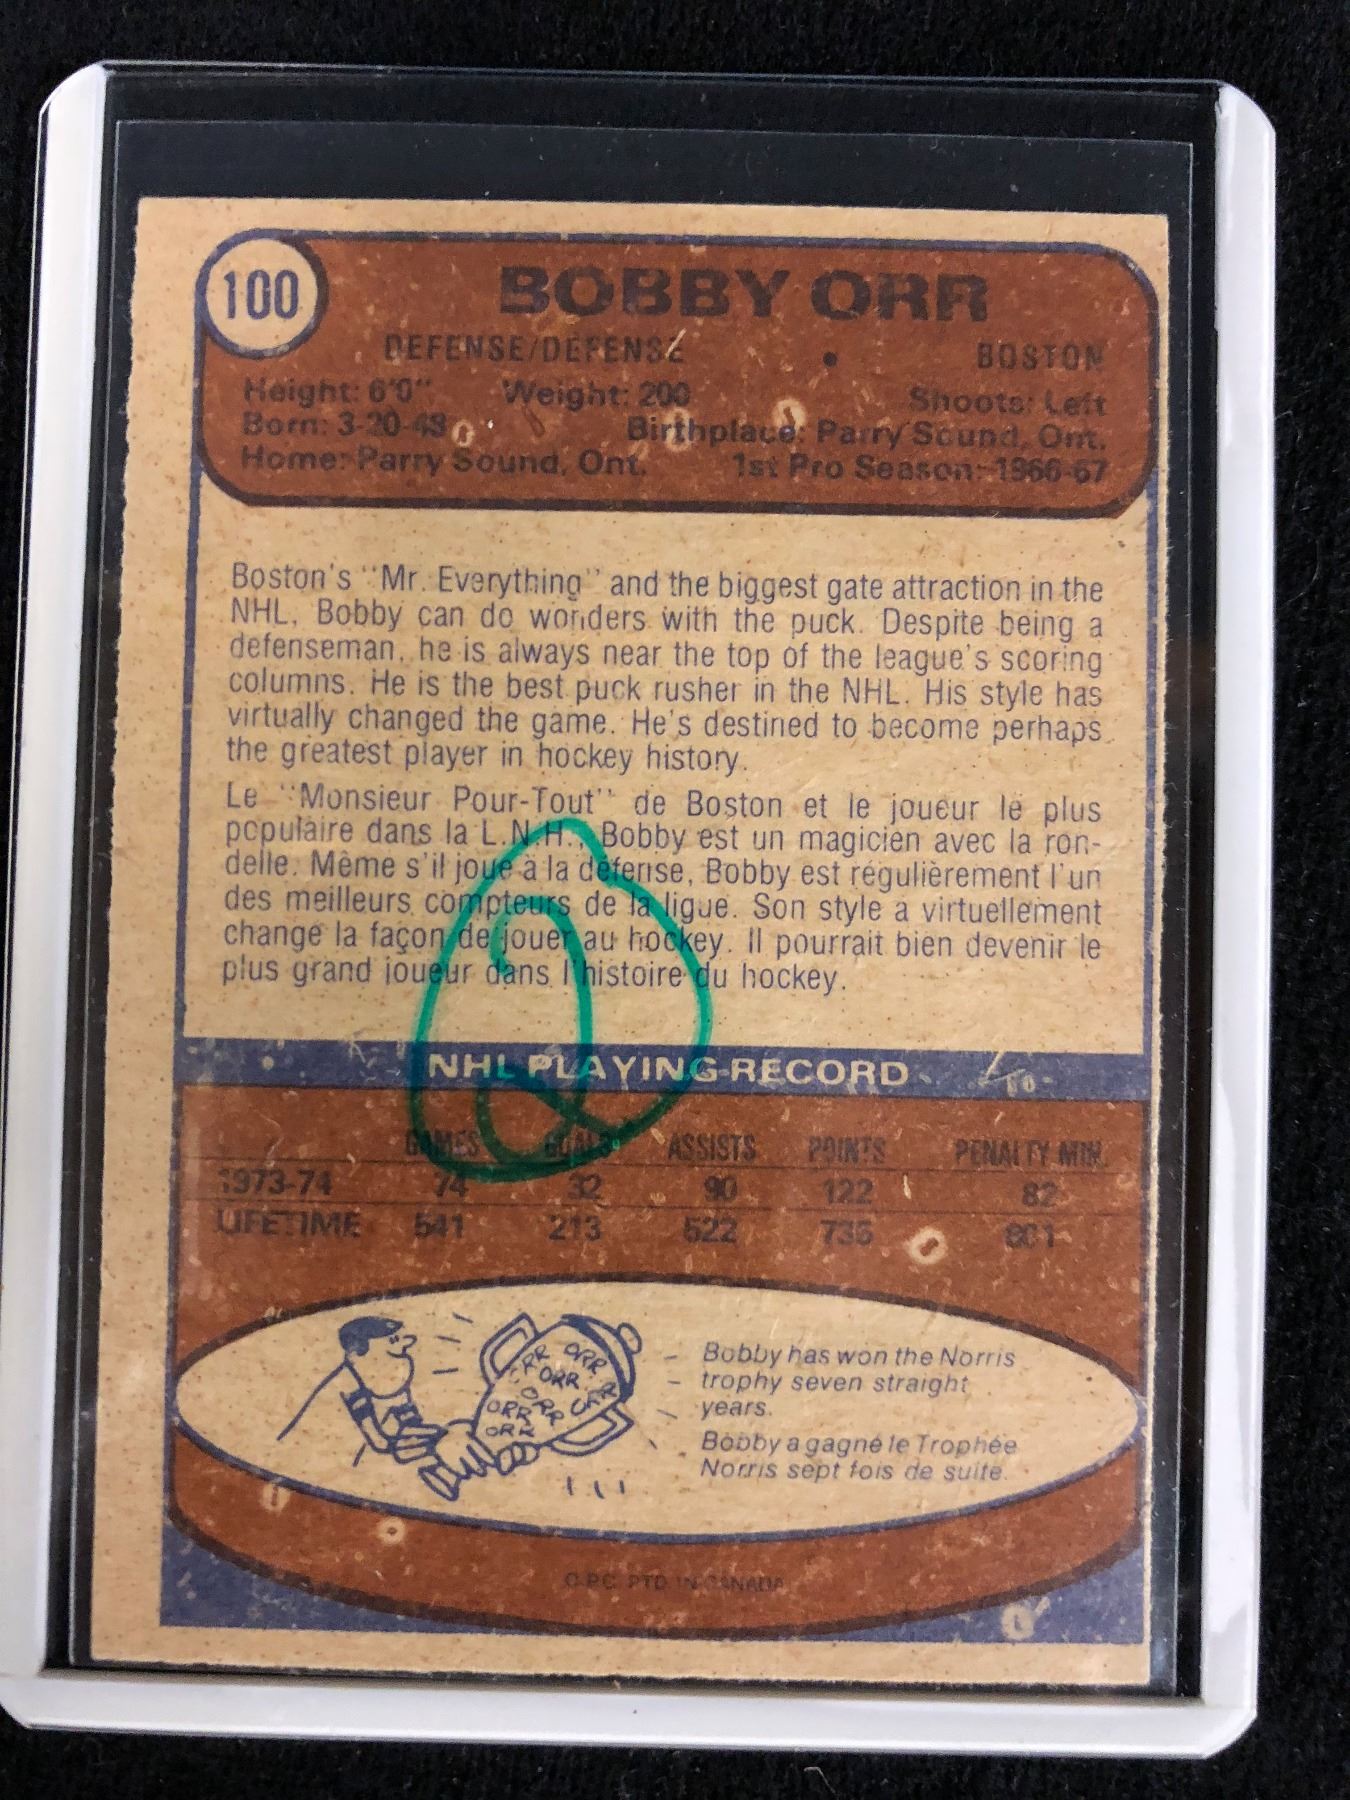 100
BOBBY ORR
DEFENSE/DEFENSE • BOSTON
Height: 6'0" Weight: 200 Shoots: Left
Born: 3-20-48 Birthplace: Parry Sound, Ont.
Home: Parry Sound, Ont. 1st Pro Season: 1966-67
Boston's "Mr. Everything" and the biggest gate attraction in the
NHL, Bobby can do wonders with the puck. Despite being a
defenseman, he is always near the top of the league's scoring
columns. He is the best puck rusher in the NHL. His style has
virtually changed the game. He's destined to become perhaps
the greatest player in hockey history.
Le "Monsieur Pour-Tout" de Boston et le joueur le plus
populaire dans la L.N.H., Bobby est un magicien avec la ron-
delle. Même s'il joue à la défense, Bobby est régulièrement l'un
des meilleurs compteurs de la ligue. Son style a virtuellement
change la façon de jouer au hockey. Il pourrait bien devenir le
plus grand joueur dans l'histoire du hockey.
2
NHL PLAYING RECORD
GAMES GOALS ASSISTS POINTS PENALTY MIN.
1973-74 74 32 90 122 82
LIFETIME 541 213 522 735 801
ORR ORR
ORR
ORR ORR
ORR
ORR
Bobby has won the Norris
trophy seven straight
years.
Bobby a gagné le Trophée
Norris sept fois de suite.
O.P.C. PTD. IN CANADA